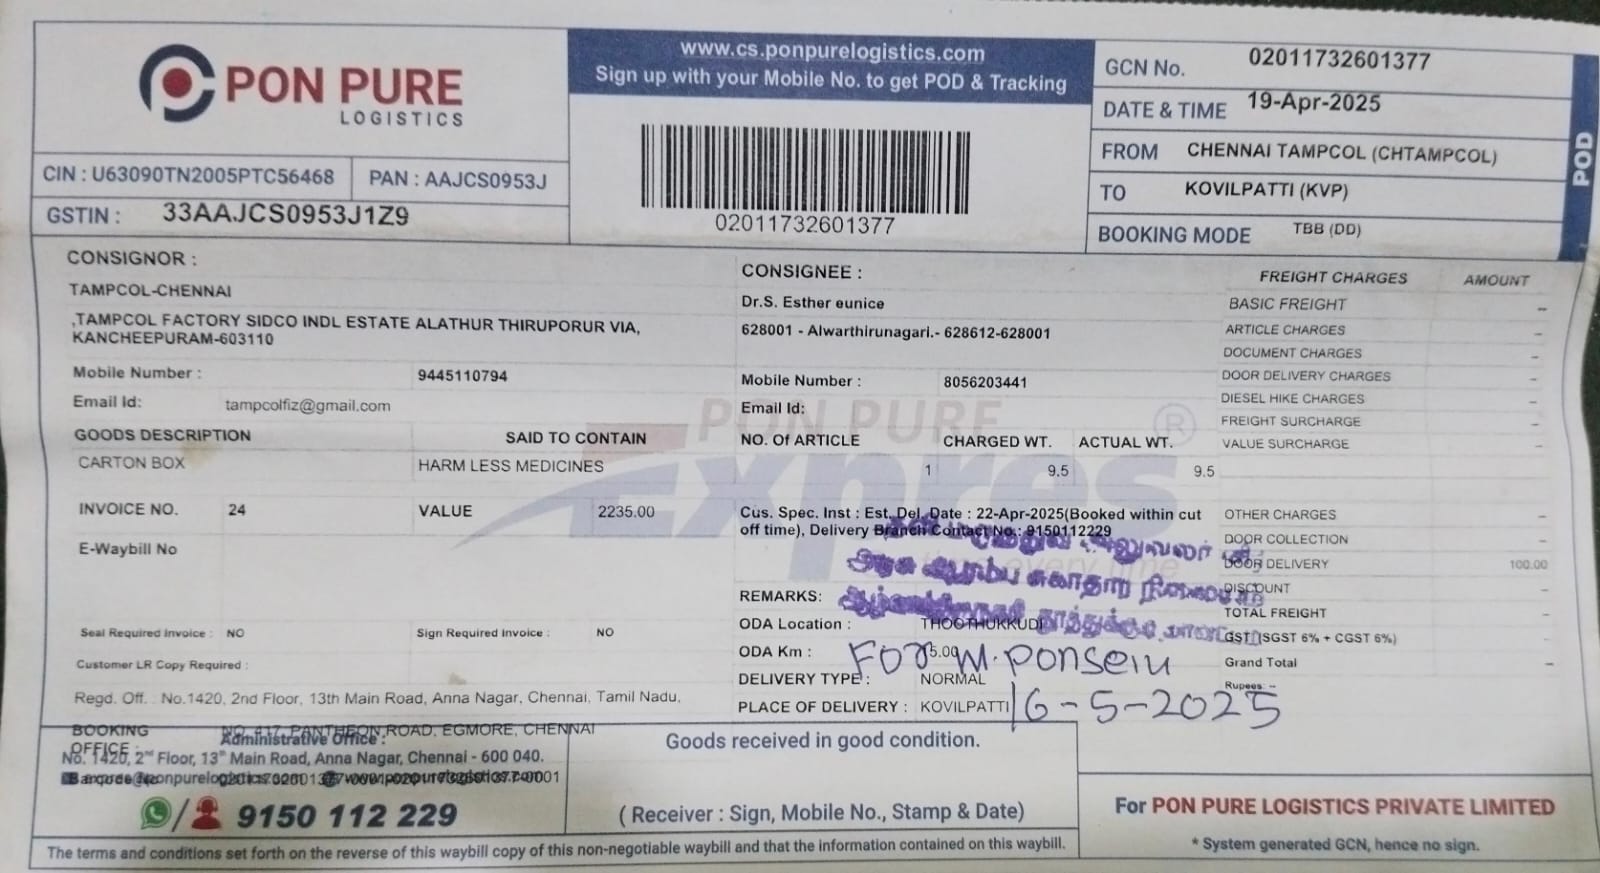 PON PURE
LOGISTICS
www.cs.ponpurelogistics.com
Sign up with your Mobile No. to get POD & Tracking
02011732601377
GCN No. 02011732601377
DATE & TIME 19-Apr-2025
FROM CHENNAI TAMPCOL (CHTAMPCOL)
TO KOVILPATTI (KVP)
BOOKING MODE TBB (DD)
POD
CIN : U63090TN2005PTC56468 PAN : AAJCS0953J
GSTIN : 33AAJCS0953J1Z9
CONSIGNOR :
TAMPCOL-CHENNAI
,TAMPCOL FACTORY SIDCO INDL ESTATE ALATHUR THIRUPORUR VIA,
KANCHEEPURAM-603110
Mobile Number : 9445110794
Email Id: tampcolfiz@gmail.com
GOODS DESCRIPTION SAID TO CONTAIN
CARTON BOX HARM LESS MEDICINES
INVOICE NO. 24 VALUE 2235.00
E-Waybill No
Seal Required Invoice : NO Sign Required Invoice : NO
Customer LR Copy Required :
Regd. Off. : No.1420, 2nd Floor, 13th Main Road, Anna Nagar, Chennai, Tamil Nadu,
CONSIGNEE :
Dr.S. Esther eunice
628001 - Alwarthirunagari.- 628612-628001
Mobile Number : 8056203441
Email Id:
PON PURE
Expres
NO. Of ARTICLE CHARGED WT. ACTUAL WT.
1 9.5 9.5
Cus. Spec. Inst : Est. Del. Date : 22-Apr-2025(Booked within cut
off time), Delivery Branch Contact No.: 9150112229
அரசு ஆரம்ப சுகாதார
REMARKS:
ODA Location : THOOTHUKKUDI
ODA Km : 5.00
For M. Ponselu
DELIVERY TYPE : NORMAL
PLACE OF DELIVERY : KOVILPATTI
16-5-2025
FREIGHT CHARGES AMOUNT
BASIC FREIGHT –
ARTICLE CHARGES –
DOCUMENT CHARGES –
DOOR DELIVERY CHARGES –
DIESEL HIKE CHARGES –
FREIGHT SURCHARGE –
VALUE SURCHARGE –
OTHER CHARGES –
DOOR COLLECTION –
DOOR DELIVERY 100.00
DISCOUNT –
TOTAL FREIGHT –
GST (SGST 6% + CGST 6%)
Grand Total –
Rupees: --
BOOKING OFFICE : NO. 417, PANTHEON ROAD, EGMORE, CHENNAI
Administrative Office :
No. 1420, 2nd Floor, 13th Main Road, Anna Nagar, Chennai - 600 040.
9150 112 229
Goods received in good condition.
( Receiver : Sign, Mobile No., Stamp & Date)
For PON PURE LOGISTICS PRIVATE LIMITED
* System generated GCN, hence no sign.
The terms and conditions set forth on the reverse of this waybill copy of this non-negotiable waybill and that the information contained on this waybill.